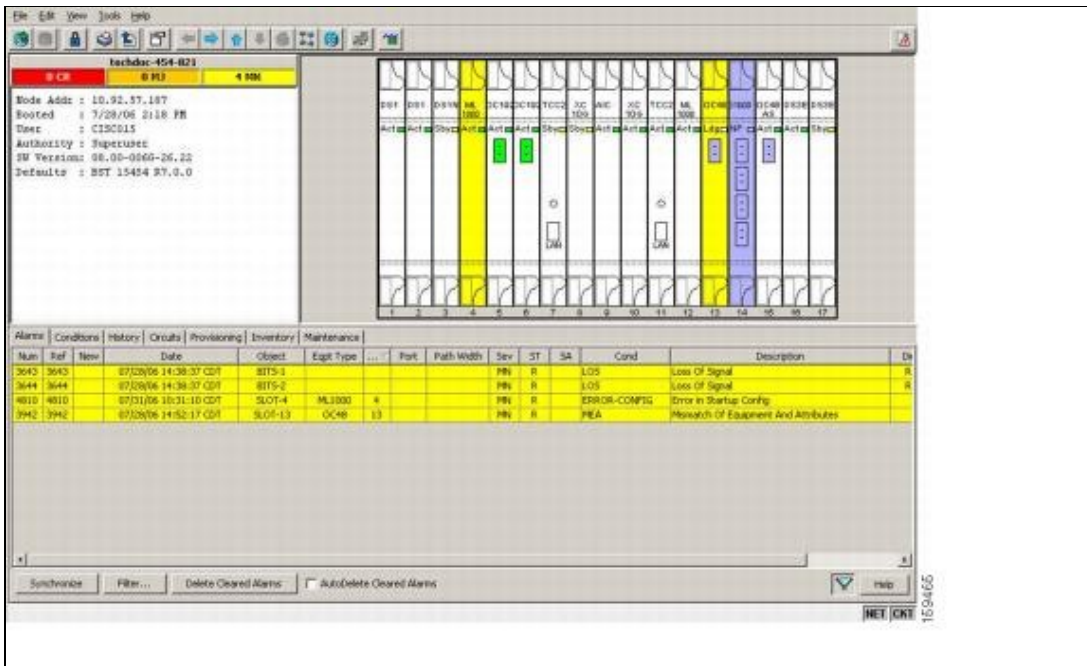 File Edit View Tools Help
techdoc-454-821
0 CR 0 MJ 4 MN
Node Addr : 10.92.57.187
Booted : 7/28/06 2:18 PM
User : CISCO15
Authority : Superuser
SW Version: 08.00-006G-26.22
Defaults : BST 15454 R7.0.0
DS1 DS1 DS1N ML 1000 TCC2 XC 10G AIC XC 10G TCC2 ML OC48 AS DS3E DS3E
Act Act Sby Act Act Act Sby Sby Act Act Act Act NP Act Act Sby
LAN LAN
1 2 3 4 5 6 7 8 9 10 11 12 13 14 15 16 17
Alarms Conditions History Circuits Provisioning Inventory Maintenance
Num Ref New Date Object Eqpt Type ... Port Path Width Sev ST SA Cond Description
3643 3643 07/28/06 14:38:37 CDT BITS-1 MN R LOS Loss Of Signal R
3644 3644 07/28/06 14:38:37 CDT BITS-2 MN R LOS Loss Of Signal R
4810 4810 07/31/06 10:31:10 CDT SLOT-4 ML1000 4 MN R ERROR-CONFIG Error in Startup Config
3942 3942 07/28/06 14:52:17 CDT SLOT-13 OC48 13 MN R MEA Mismatch Of Equipment And Attributes
Synchronize Filter... Delete Cleared Alarms AutoDelete Cleared Alarms Help
NET CKT
159465